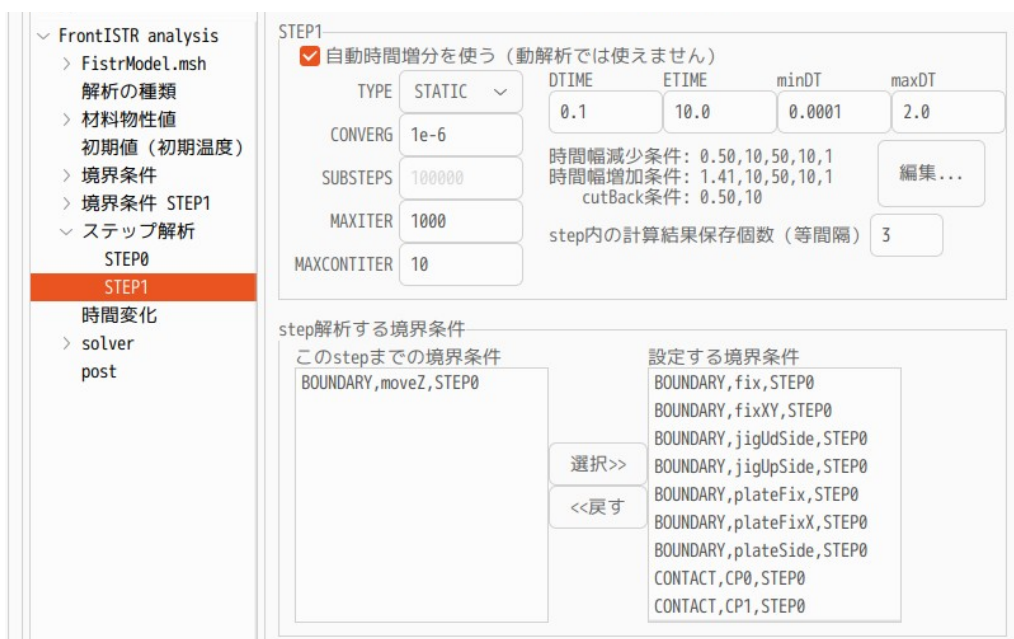 FrontISTR analysis
FistrModel.msh
解析の種類
材料物性値
初期値（初期温度）
境界条件
境界条件 STEP1
ステップ解析
STEP0
STEP1
時間変化
solver
post
STEP1
自動時間増分を使う（動解析では使えません）
TYPE STATIC
CONVERG 1e-6
SUBSTEPS 100000
MAXITER 1000
MAXCONTITER 10
DTIME ETIME minDT maxDT
0.1 10.0 0.0001 2.0
時間幅減少条件: 0.50,10,50,10,1
時間幅増加条件: 1.41,10,50,10,1
cutBack条件: 0.50,10
編集...
step内の計算結果保存個数（等間隔） 3
step解析する境界条件
このstepまでの境界条件
BOUNDARY,moveZ,STEP0
選択>>
<<戻す
設定する境界条件
BOUNDARY,fix,STEP0
BOUNDARY,fixXY,STEP0
BOUNDARY,jigUdSide,STEP0
BOUNDARY,jigUpSide,STEP0
BOUNDARY,plateFix,STEP0
BOUNDARY,plateFixX,STEP0
BOUNDARY,plateSide,STEP0
CONTACT,CP0,STEP0
CONTACT,CP1,STEP0